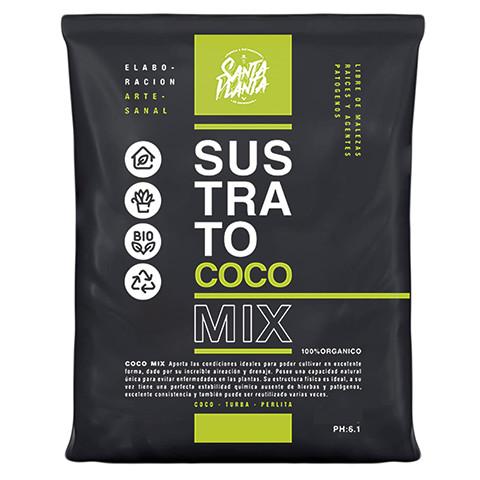 ELABO-
RACION
ARTE-
SANAL
SANTA
PLANTA
LIBRE DE MALEZAS
RAICES Y AGENTES
PATOGENOS
SUS
TRA
TO
COCO
BIO
MIX
100%ORGANICO
COCO MIX Aporta las condiciones ideales para poder cultivar en excelente
forma, dado por su increible aireación y drenaje. Posee una capacidad natural
única para evitar enfermedades en las plantas. Su estructura física es ideal, a su
vez tiene una perfecta estabilidad química ausente de hierbas y patógenos,
excelente consistencia y también puede ser reutilizado varias veces.
COCO - TURBA - PERLITA
PH:6.1